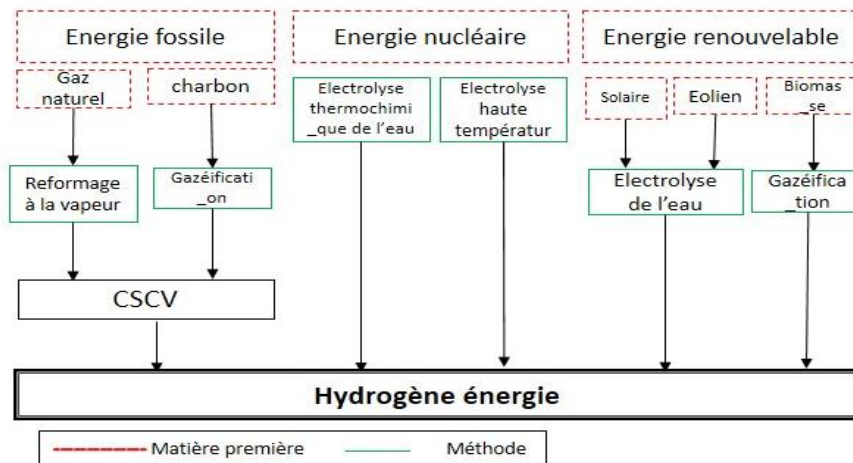 Energie fossile
Energie nucléaire
Energie renouvelable
Gaz
naturel
charbon
Electrolyse
thermochimi
_que de l'eau
Electrolyse
haute
températur
Solaire
Eolien
Biomas
_se
Reformage
à la vapeur
Gazéificati
_on
Electrolyse
de l'eau
Gazéifica
_tion
CSCV
Hydrogène énergie
Matière première
Méthode